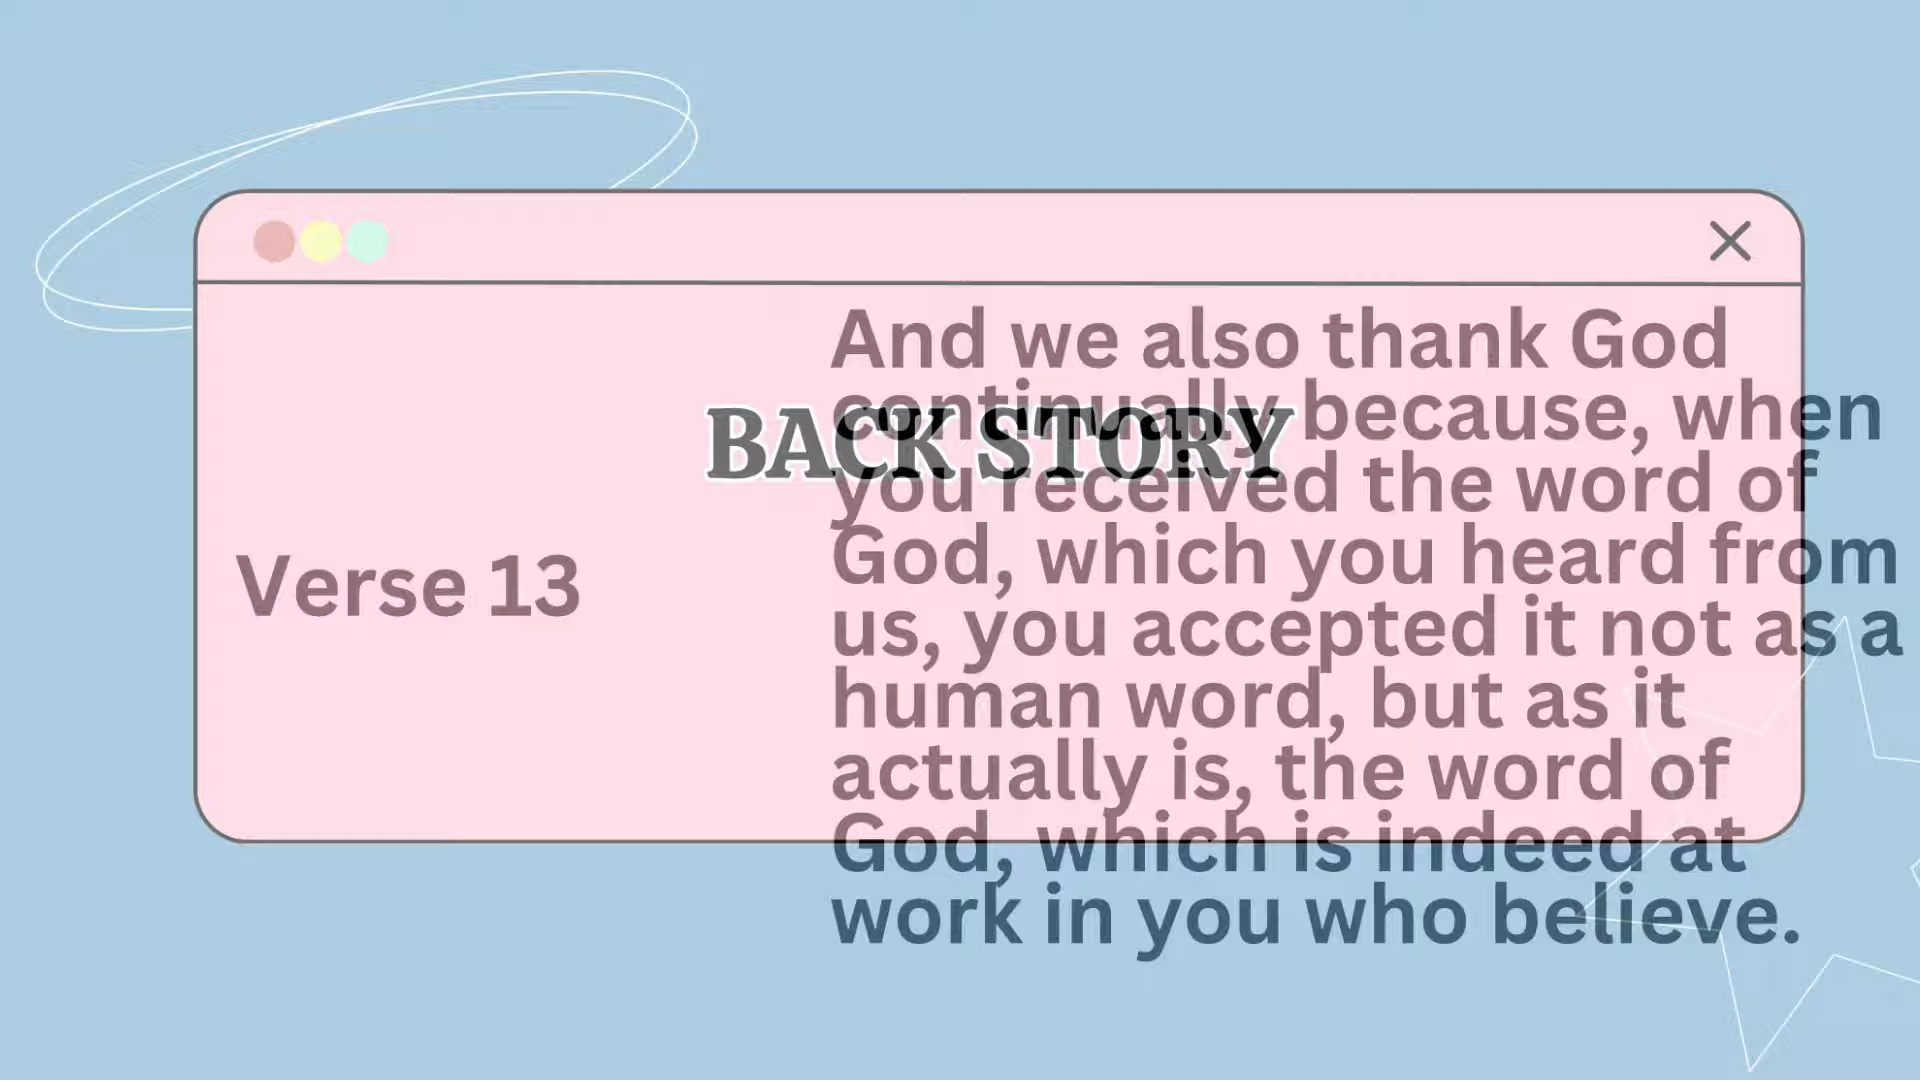 BACK STORY
Verse 13
And we also thank God
continually because, when
you received the word of
God, which you heard from
us, you accepted it not as a
human word, but as it
actually is, the word of
God, which is indeed at
work in you who believe.